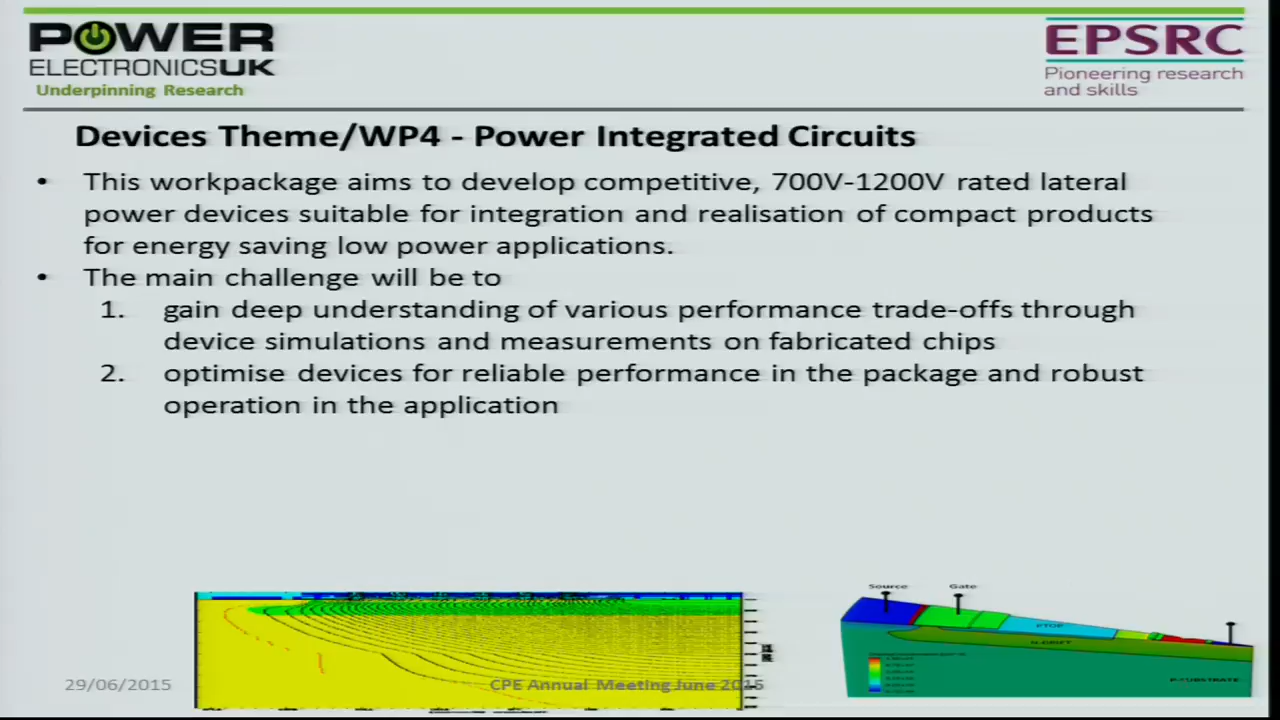 POWER
ELECTRONICSUK
Underpinning Research
EPSRC
Pioneering research
and skills
Devices Theme/WP4 - Power Integrated Circuits
• This workpackage aims to develop competitive, 700V-1200V rated lateral
power devices suitable for integration and realisation of compact products
for energy saving low power applications.
• The main challenge will be to
1. gain deep understanding of various performance trade-offs through
device simulations and measurements on fabricated chips
2. optimise devices for reliable performance in the package and robust
operation in the application
Source Gate
PTOP
N-DRIFT
P-SUBSTRATE
29/06/2015
CPE Annual Meeting June 2015